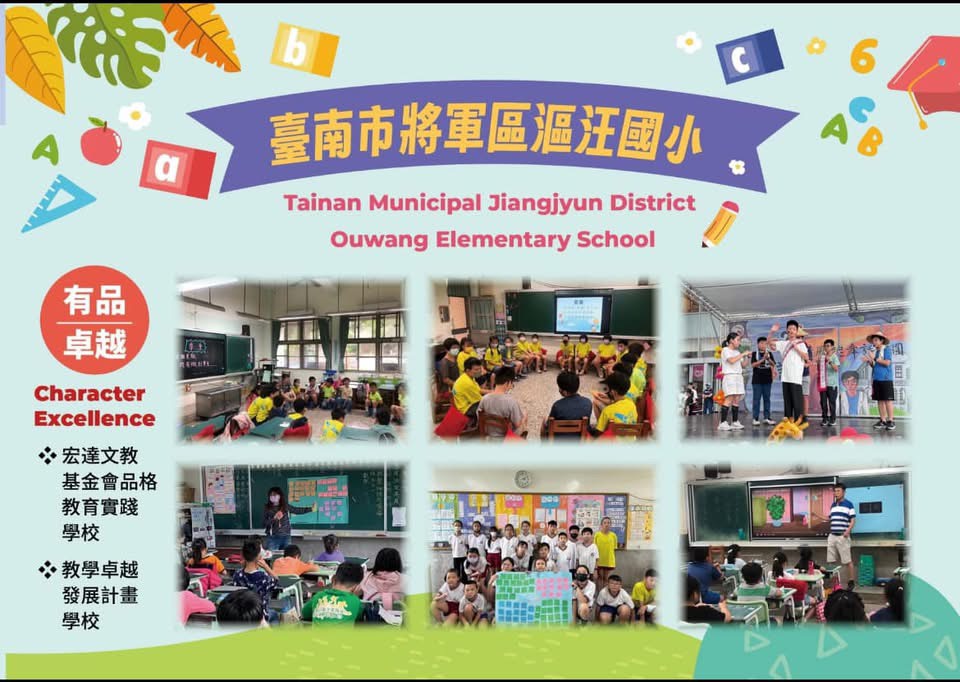 b
c
6
A
C
B
A
a
臺南市將軍區漚汪國小
Tainan Municipal Jiangjyun District
Ouwang Elementary School
有品
卓越
Character
Excellence
❖ 宏達文教
基金會品格
教育實踐
學校
❖ 教學卓越
發展計畫
學校